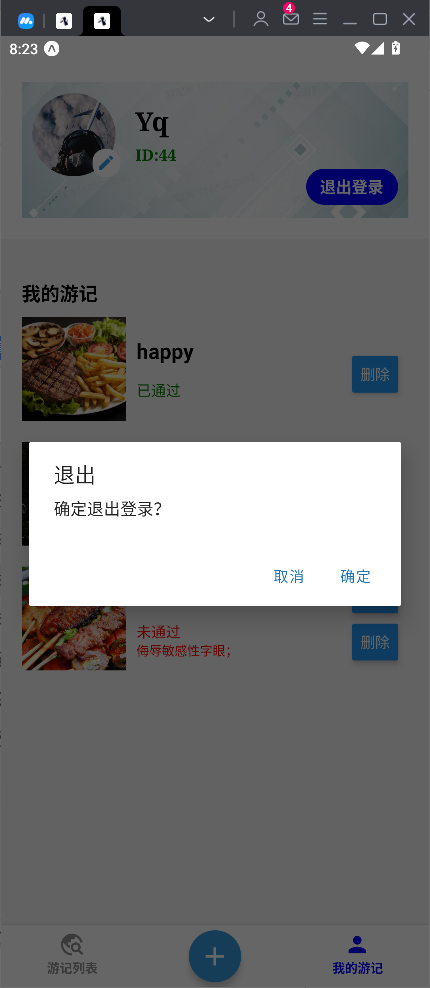 4
8:23
Yq
ID:44
退出登录
我的游记
happy
已通过
删除
退出
确定退出登录?
取消 确定
未通过
侮辱敏感性字眼;
删除
游记列表
我的游记